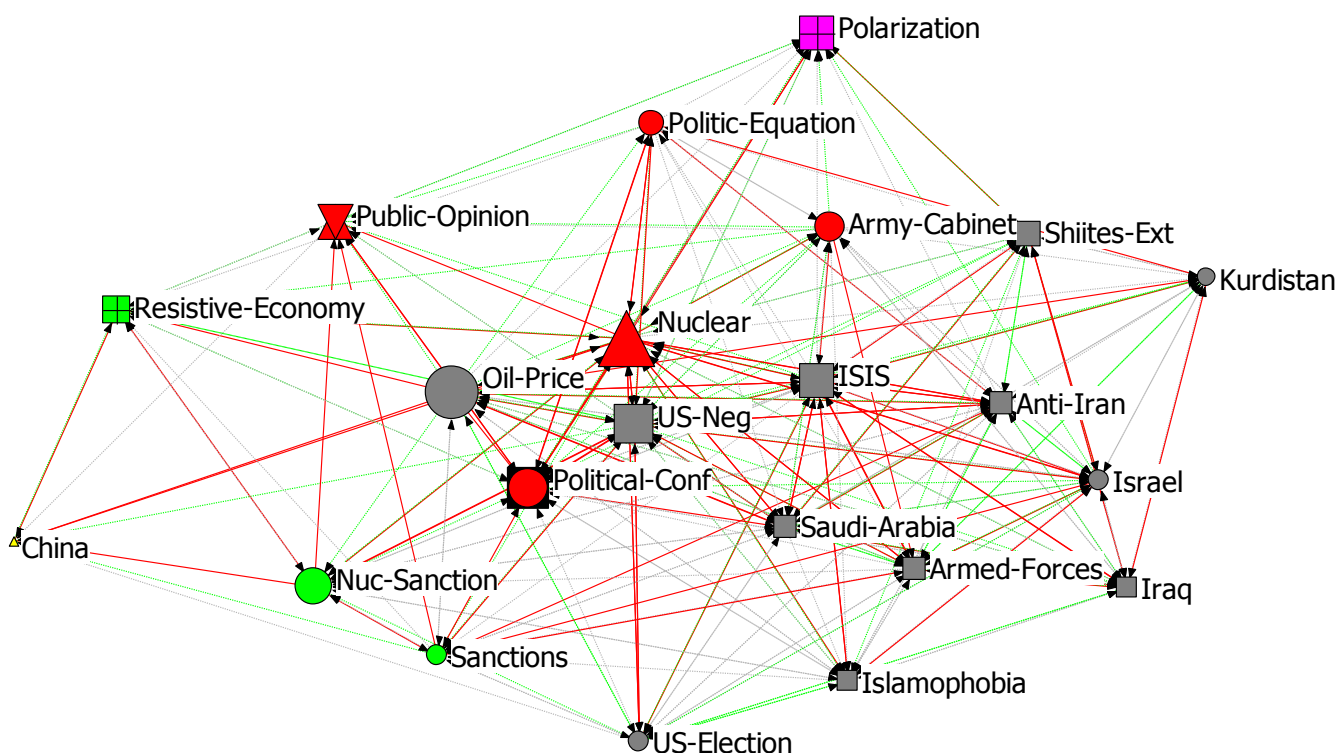 Polarization
Politic-Equation
Public-Opinion
Army-Cabinet
Shiites-Ext
Kurdistan
Resistive-Economy
Nuclear
Oil-Price
ISIS
US-Neg
Anti-Iran
Political-Conf
Israel
Saudi-Arabia
China
Nuc-Sanction
Armed-Forces
Iraq
Sanctions
Islamophobia
US-Election